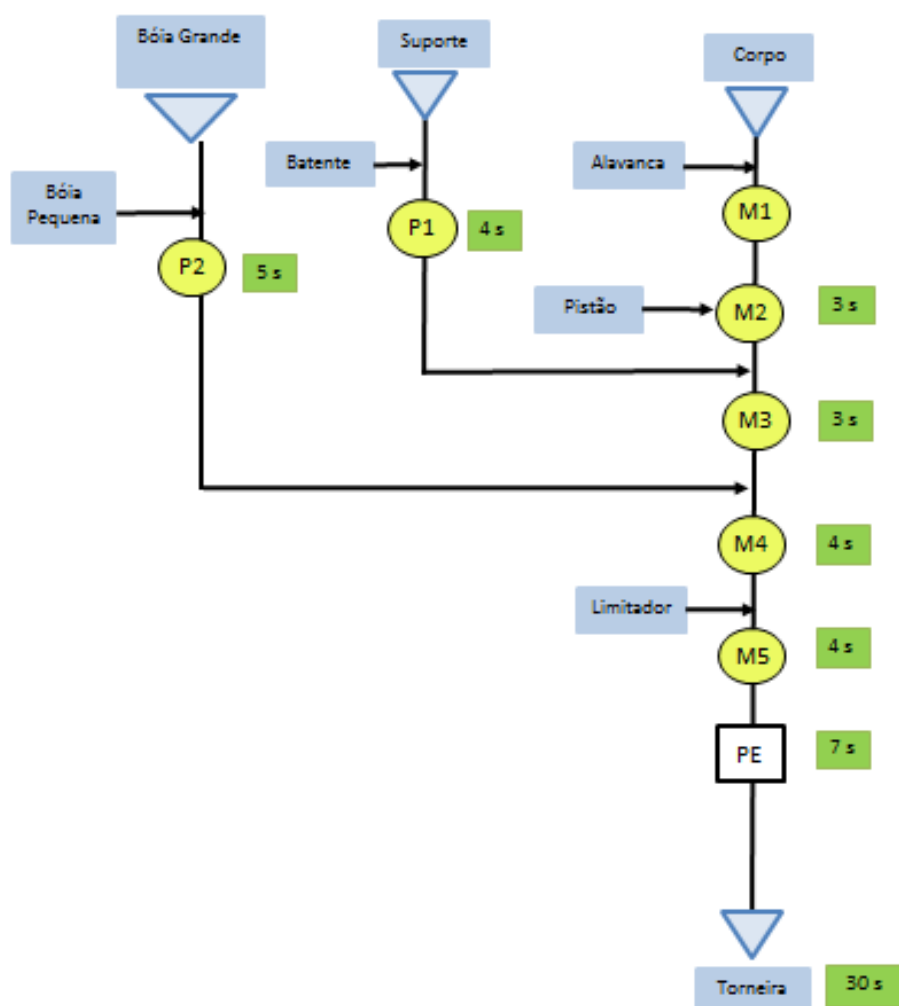 Bóia Grande
Suporte
Corpo
Batente
Alavanca
Bóia
Pequena
M1
P1
4 s
P2
5 s
Pistão
M2
3 s
M3
3 s
M4
4 s
Limitador
M5
4 s
PE
7 s
Torneira
30 s